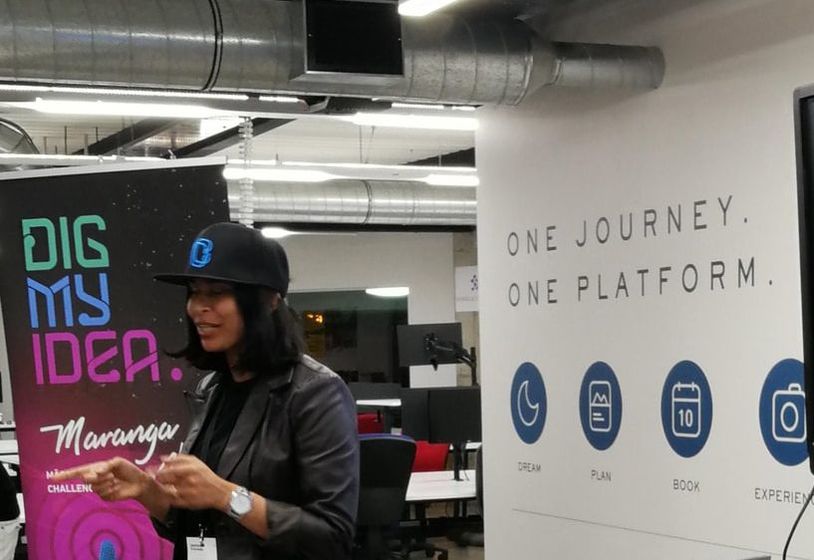 DIG
MY
IDEA.
Maranga
CHALLENG
ONE JOURNEY.
ONE PLATFORM.
10
DREAM
PLAN
BOOK
EXPERIEN